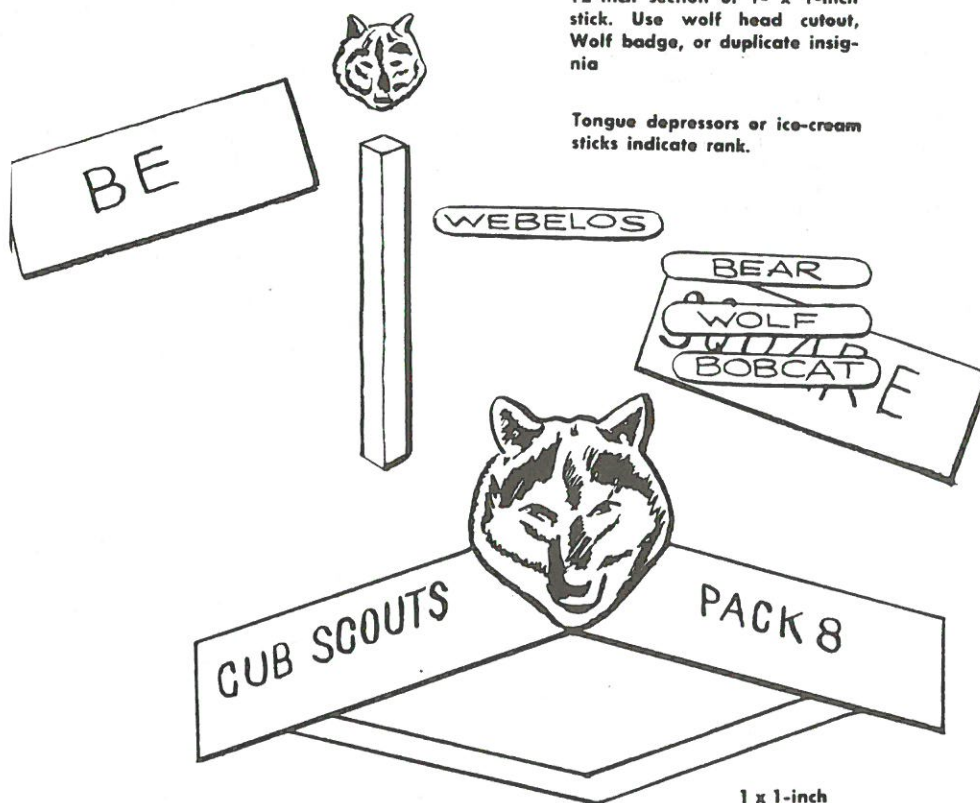 stick. Use wolf head cutout,
Wolf badge, or duplicate insig-
nia
Tongue depressors or ice-cream
sticks indicate rank.
BE
WEBELOS
BEAR
WOLF
SQUARE
BOBCAT
CUB SCOUTS
PACK 8
1 x 1-inch